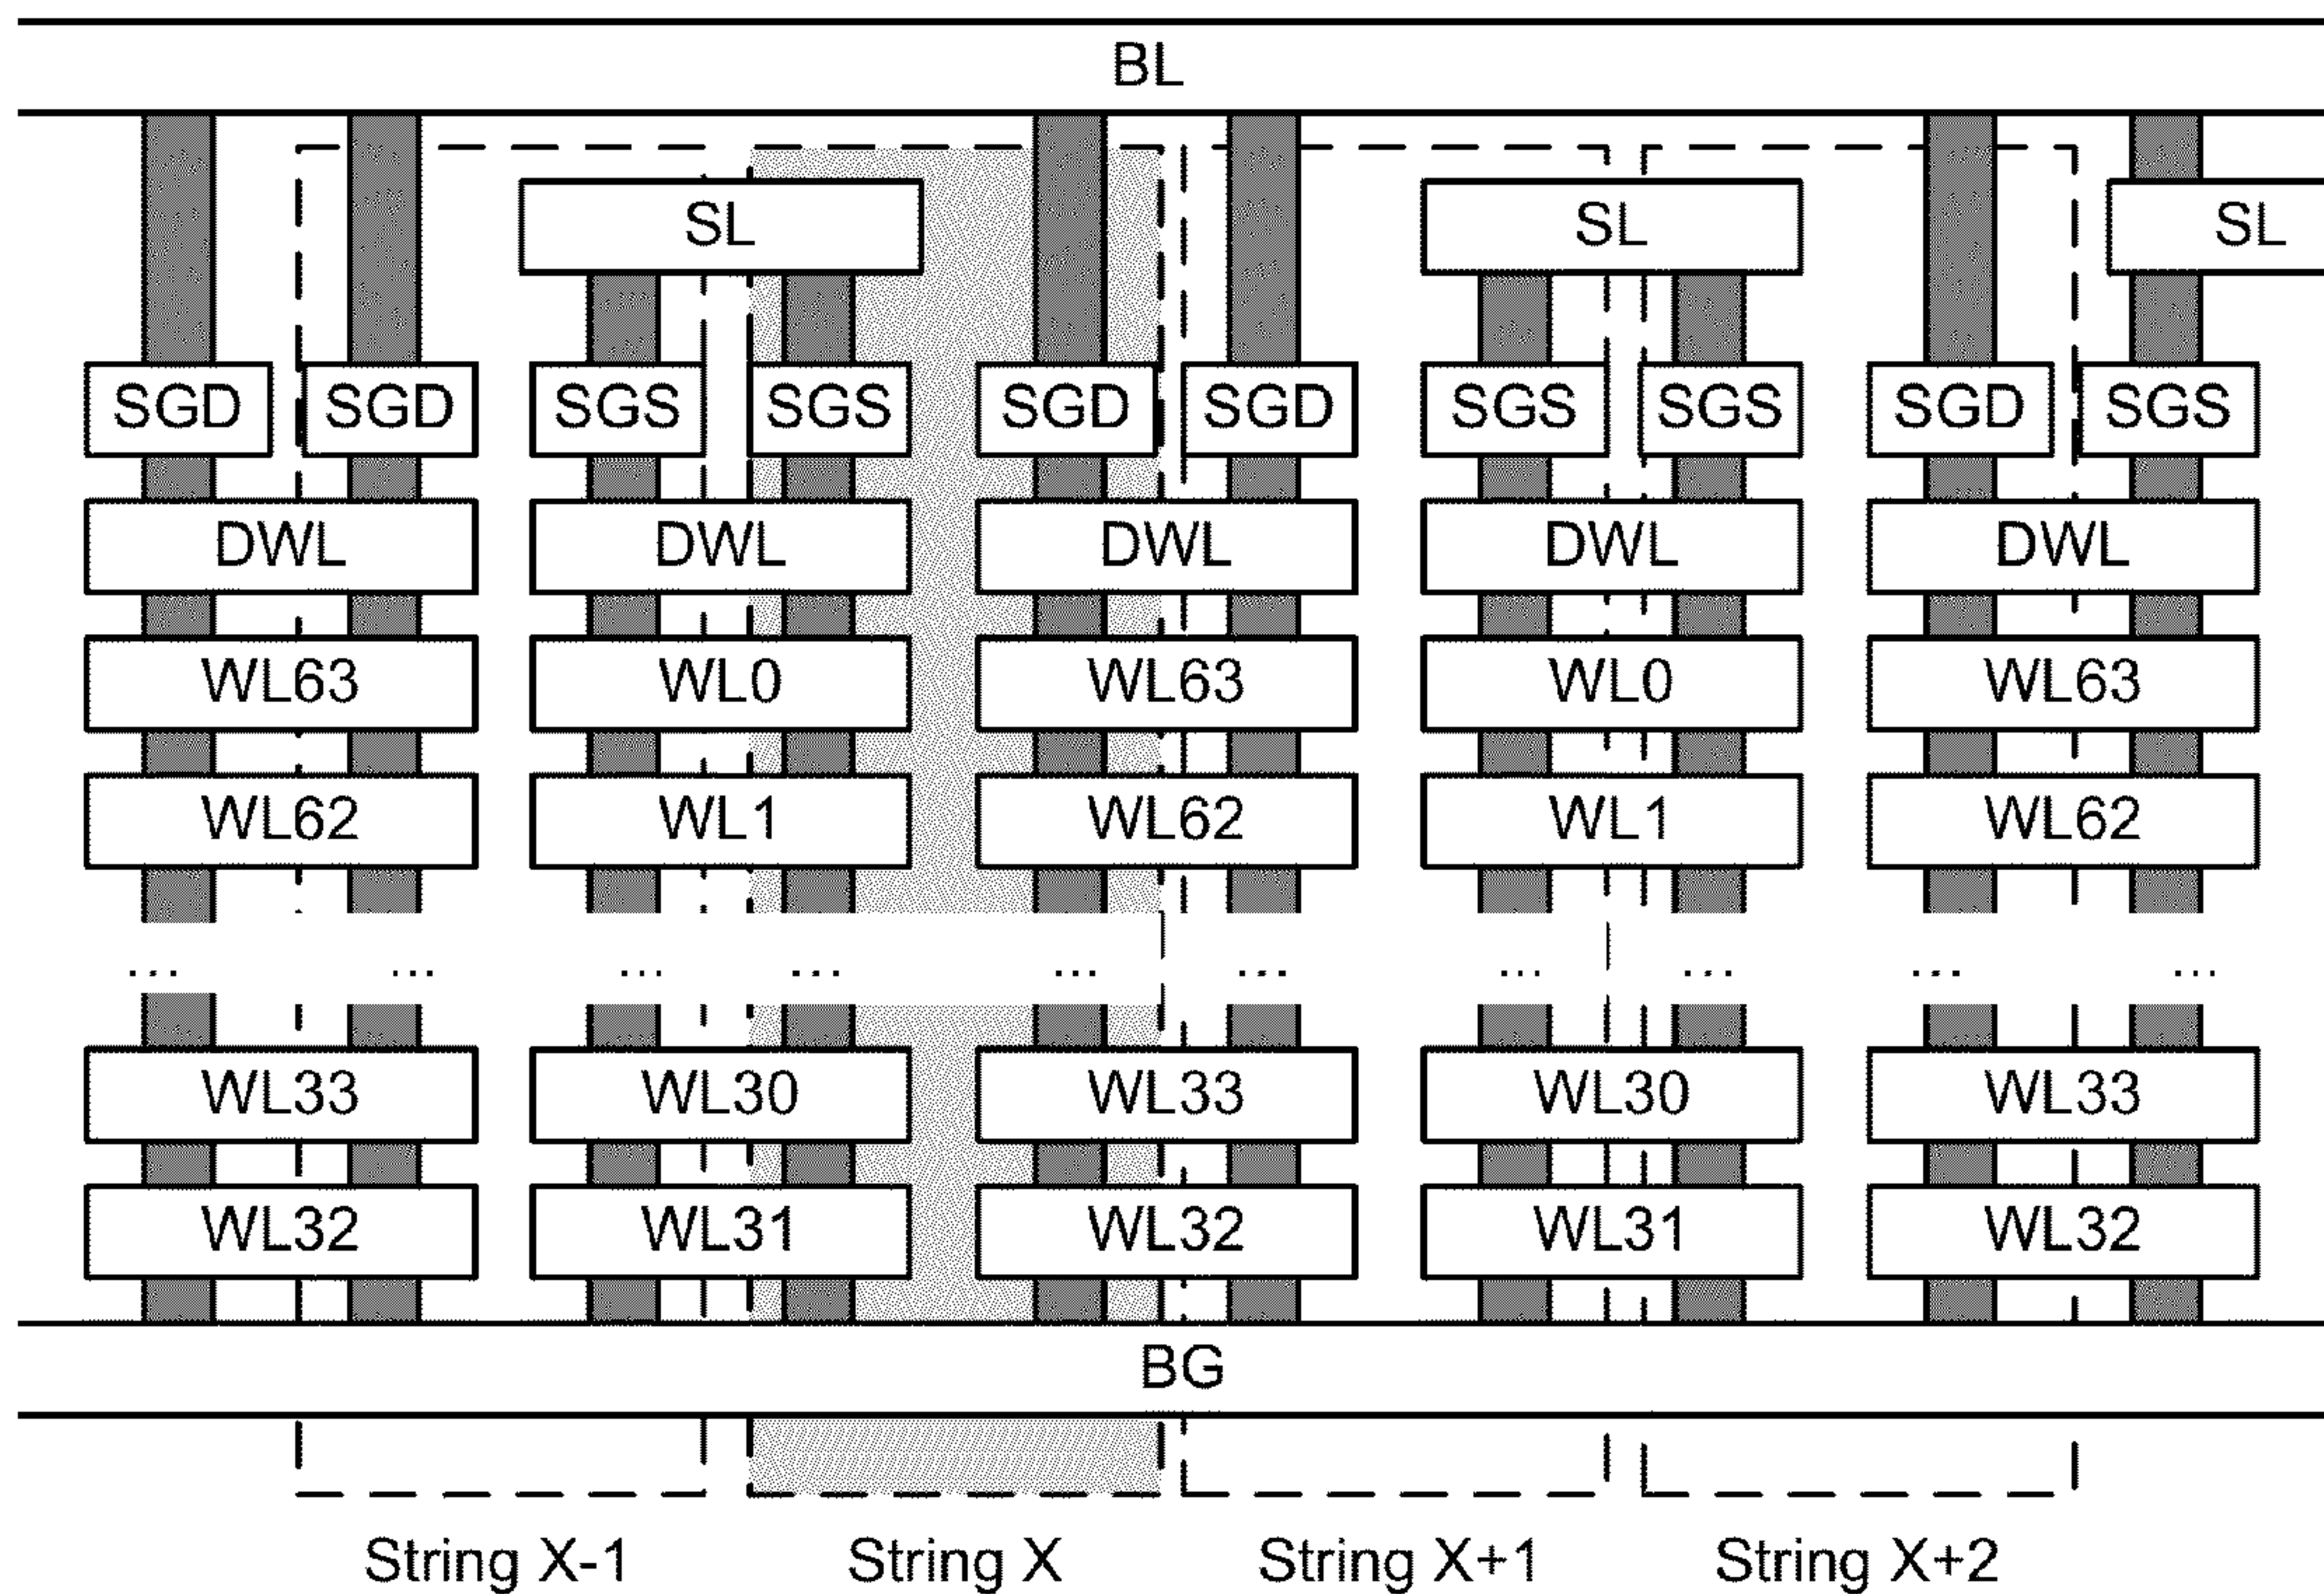 BL
SL SL SL
SGD SGD SGS SGS SGD SGD SGS SGS SGD SGS
DWL DWL DWL DWL DWL
WL63 WL0 WL63 WL0 WL63
WL62 WL1 WL62 WL1 WL62
... ... ... ... ... ... ... ... ... ...
WL33 WL30 WL33 WL30 WL33
WL32 WL31 WL32 WL31 WL32
BG
String X-1 String X String X+1 String X+2